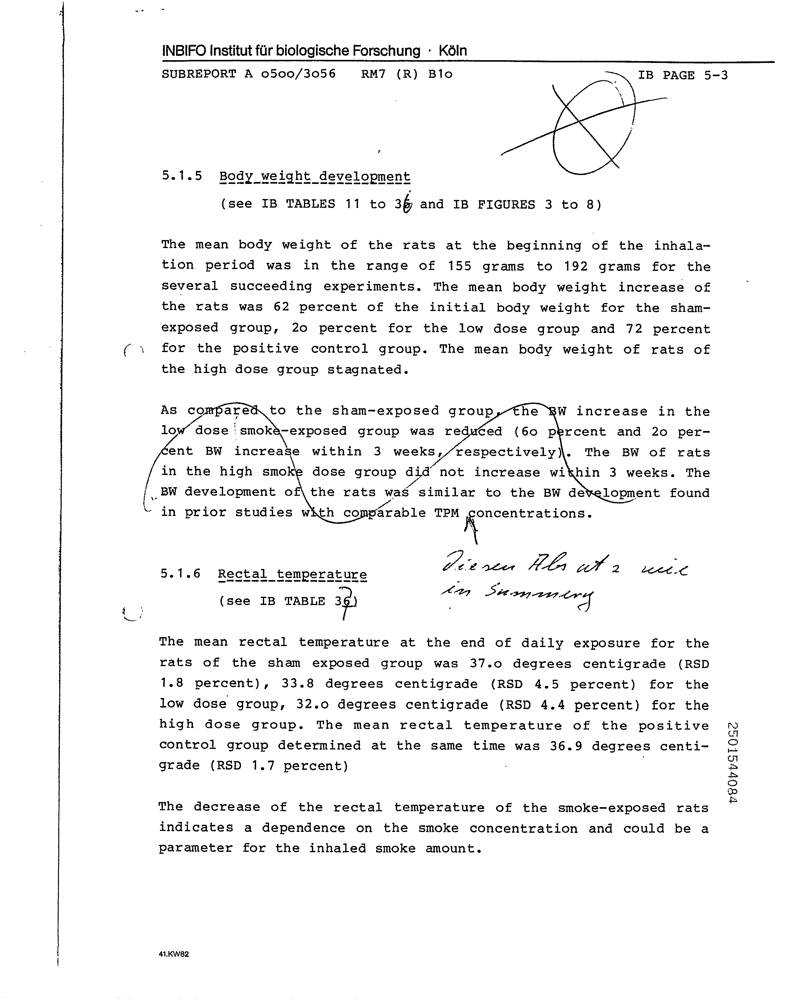 INBIFO Institut für biologische Forschung · Köln
SUBREPORT A o5oo/3o56 RM7 (R) B1o IB PAGE 5-3
5.1.5 Body weight development
(see IB TABLES 11 to 3 and IB FIGURES 3 to 8)
The mean body weight of the rats at the beginning of the inhala-
tion period was in the range of 155 grams to 192 grams for the
several succeeding experiments. The mean body weight increase of
the rats was 62 percent of the initial body weight for the sham-
exposed group, 2o percent for the low dose group and 72 percent
for the positive control group. The mean body weight of rats of
the high dose group stagnated.
As compared to the sham-exposed group, the BW increase in the
low dose smoke-exposed group was reduced (6o percent and 2o per-
cent BW increase within 3 weeks, respectively). The BW of rats
in the high smoke dose group did not increase within 3 weeks. The
BW development of the rats was similar to the BW development found
in prior studies with comparable TPM concentrations.
Diesen Absatz
in Summery
5.1.6 Rectal temperature
(see IB TABLE 3)
The mean rectal temperature at the end of daily exposure for the
rats of the sham exposed group was 37.o degrees centigrade (RSD
1.8 percent), 33.8 degrees centigrade (RSD 4.5 percent) for the
low dose group, 32.o degrees centigrade (RSD 4.4 percent) for the
high dose group. The mean rectal temperature of the positive
control group determined at the same time was 36.9 degrees centi-
grade (RSD 1.7 percent)
The decrease of the rectal temperature of the smoke-exposed rats
indicates a dependence on the smoke concentration and could be a
parameter for the inhaled smoke amount.
2501544084
41.KW82